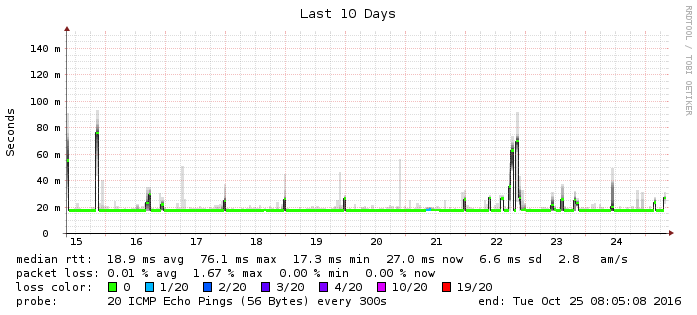 Last 10 Days
RRDTOOL / TOBI OETIKER
Seconds
140 m
120 m
100 m
80 m
60 m
40 m
20 m
0
15 16 17 18 19 20 21 22 23 24
median rtt: 18.9 ms avg 76.1 ms max 17.3 ms min 27.0 ms now 6.6 ms sd 2.8 am/s
packet loss: 0.01 % avg 1.67 % max 0.00 % min 0.00 % now
loss color: 0 1/20 2/20 3/20 4/20 10/20 19/20
probe: 20 ICMP Echo Pings (56 Bytes) every 300s end: Tue Oct 25 08:05:08 2016